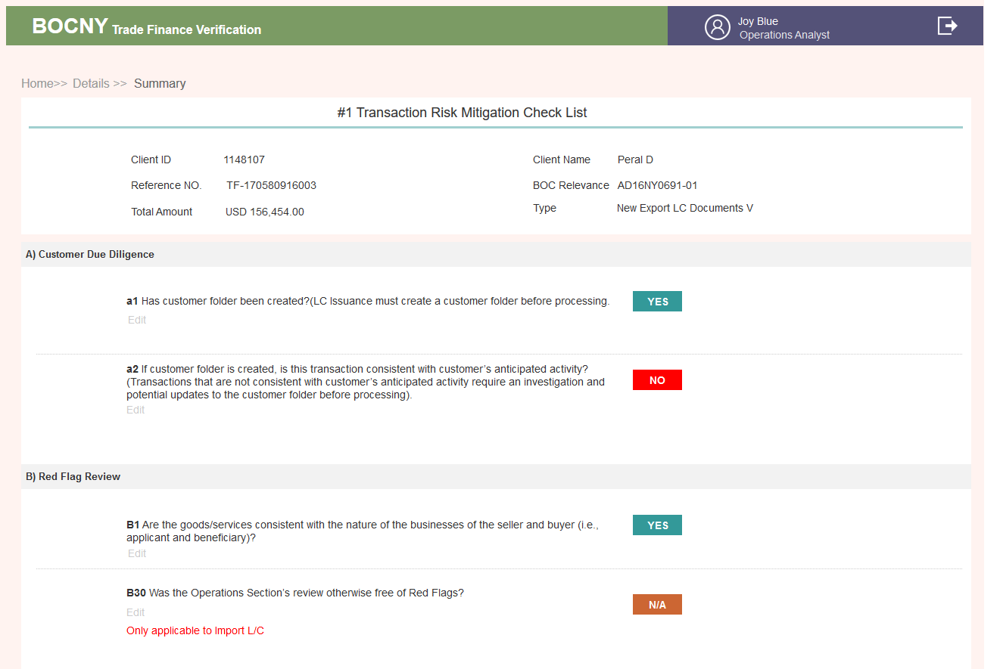 BOCNY Trade Finance Verification
Joy Blue
Operations Analyst
Home>> Details >> Summary
#1 Transaction Risk Mitigation Check List
Client ID 1148107 Client Name Peral D
Reference NO. TF-170580916003 BOC Relevance AD16NY0691-01
Total Amount USD 156,454.00 Type New Export LC Documents V
A) Customer Due Diligence
a1 Has customer folder been created?(LC Issuance must create a customer folder before processing. YES
Edit
a2 If customer folder is created, is this transaction consistent with customer’s anticipated activity?
(Transactions that are not consistent with customer’s anticipated activity require an investigation and
potential updates to the customer folder before processing).
NO
Edit
B) Red Flag Review
B1 Are the goods/services consistent with the nature of the businesses of the seller and buyer (i.e.,
applicant and beneficiary)?
YES
Edit
B30 Was the Operations Section’s review otherwise free of Red Flags?
N/A
Edit
Only applicable to Import L/C